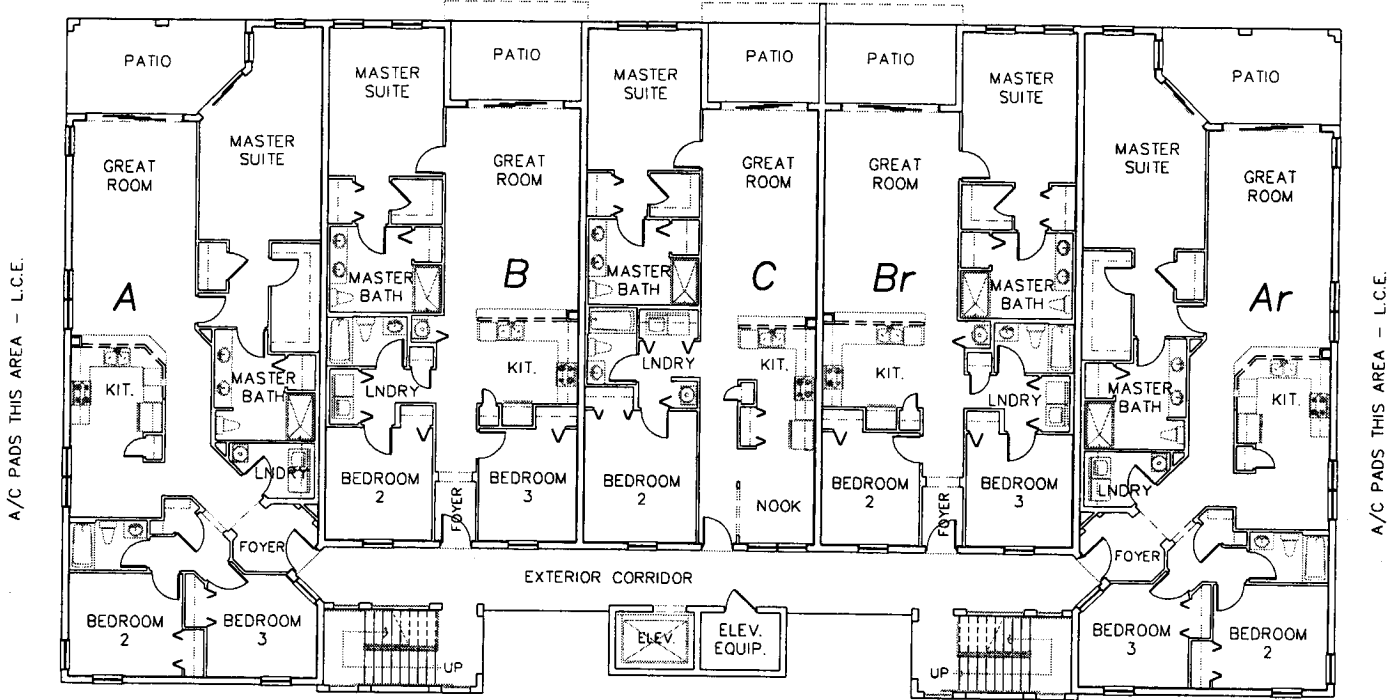 PATIO
MASTER
SUITE
GREAT
ROOM
A
KIT.
MASTER
BATH
LNDRY
FOYER
BEDROOM
2
BEDROOM
3
MASTER
SUITE
PATIO
GREAT
ROOM
B
MASTER
BATH
KIT.
LNDRY
BEDROOM
2
FOYER
BEDROOM
3
MASTER
SUITE
PATIO
GREAT
ROOM
C
MASTER
BATH
LNDRY
KIT.
BEDROOM
2
NOOK
PATIO
MASTER
SUITE
GREAT
ROOM
Br
MASTER
BATH
KIT.
LNDRY
BEDROOM
2
FOYER
BEDROOM
3
PATIO
MASTER
SUITE
GREAT
ROOM
Ar
MASTER
BATH
KIT.
LNDRY
FOYER
BEDROOM
3
BEDROOM
2
EXTERIOR CORRIDOR
UP
ELEV.
ELEV.
EQUIP.
UP
A/C PADS THIS AREA - L.C.E.
A/C PADS THIS AREA - L.C.E.